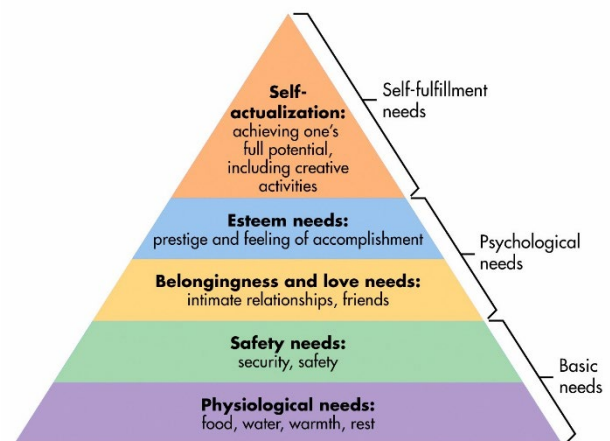 Self-
actualization:
achieving one's
full potential,
including creative
activities
Self-fulfillment
needs
Esteem needs:
prestige and feeling of accomplishment
Psychological
needs
Belongingness and love needs:
intimate relationships, friends
Safety needs:
security, safety
Basic
needs
Physiological needs:
food, water, warmth, rest